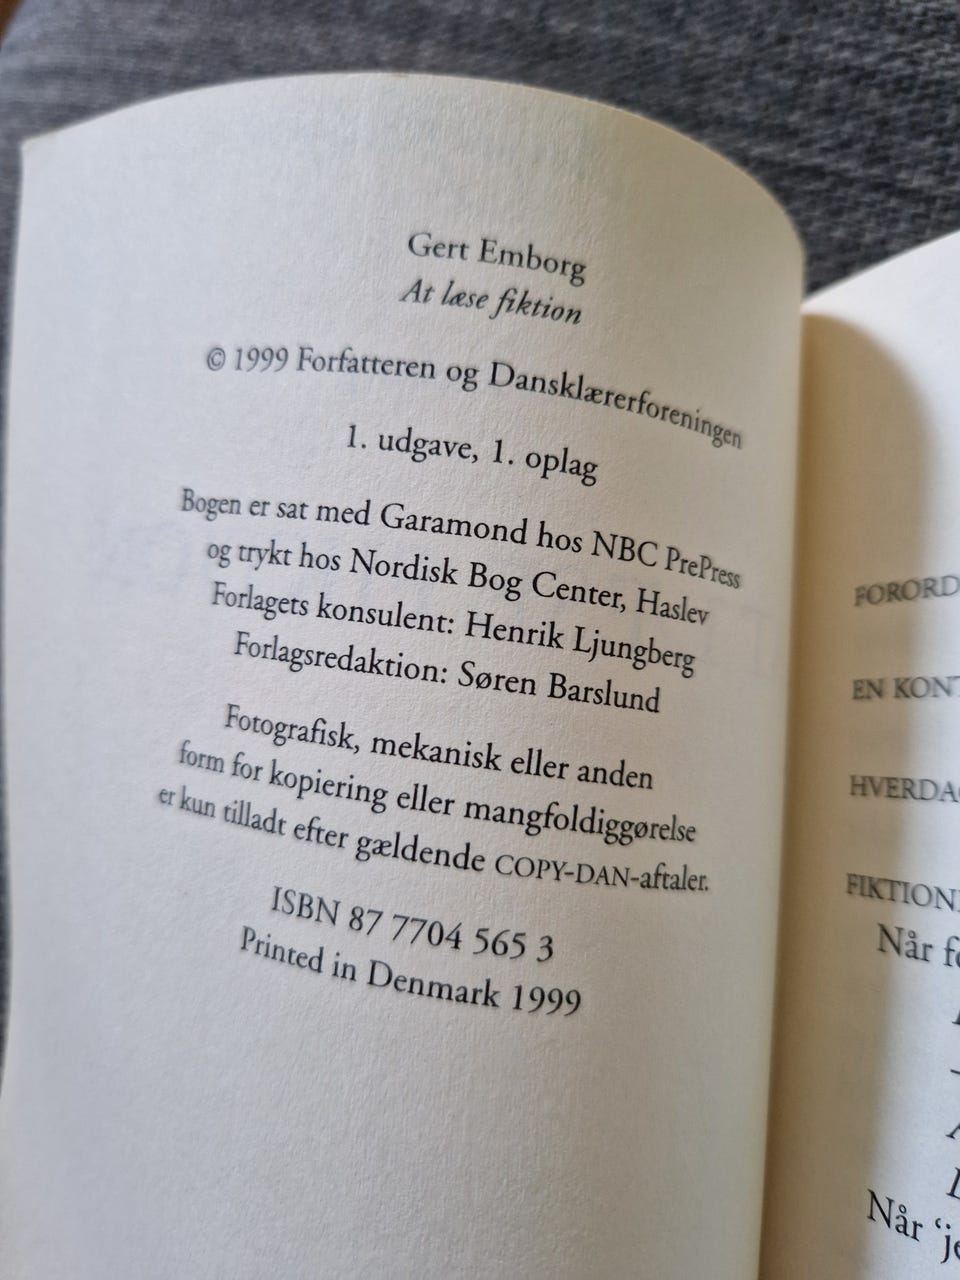 Gert Emborg
At læse fiktion
© 1999 Forfatteren og Dansklærerforeningen
1. udgave, 1. oplag
Bogen er sat med Garamond hos NBC PrePress
og trykt hos Nordisk Bog Center, Haslev
Forlagets konsulent: Henrik Ljungberg
Forlagsredaktion: Søren Barslund
Fotografisk, mekanisk eller anden
form for kopiering eller mangfoldiggørelse
er kun tilladt efter gældende COPY-DAN-aftaler.
ISBN 87 7704 565 3
Printed in Denmark 1999
FORORD
EN
Når
Når